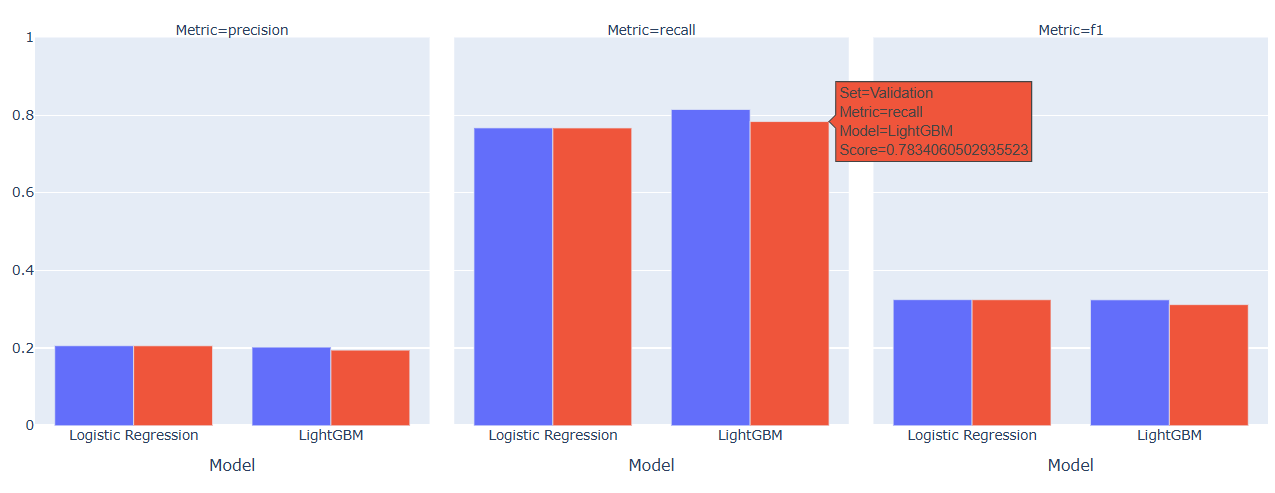 Metric=precision
Metric=recall
Metric=f1
1
0.8
0.6
0.4
0.2
0
Set=Validation
Metric=recall
Model=LightGBM
Score=0.7834060502935523
Logistic Regression
LightGBM
Logistic Regression
LightGBM
Logistic Regression
LightGBM
Model
Model
Model